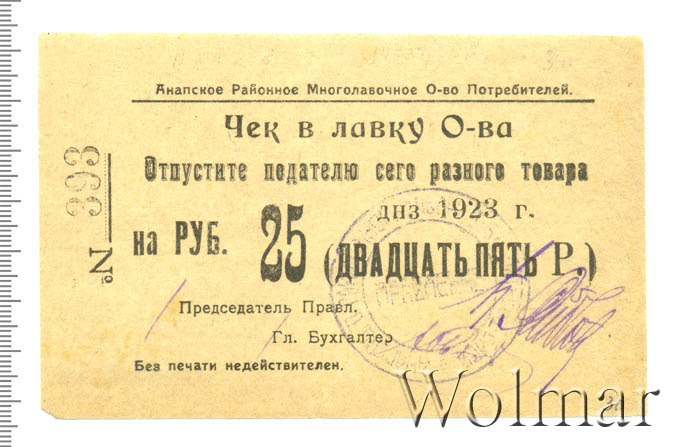 Анапское Районное Многолавочное О-во Потребителей.
Чек в лавку О-ва
Отпустите подателю сего разного товара
дпз 1923 г.
на РУБ. 25 (ДВАДЦАТЬ ПЯТЬ Р.)
Председатель Правл.
Гл. Бухгалтер
Без печати недействителен.
№ 393
Wolmar